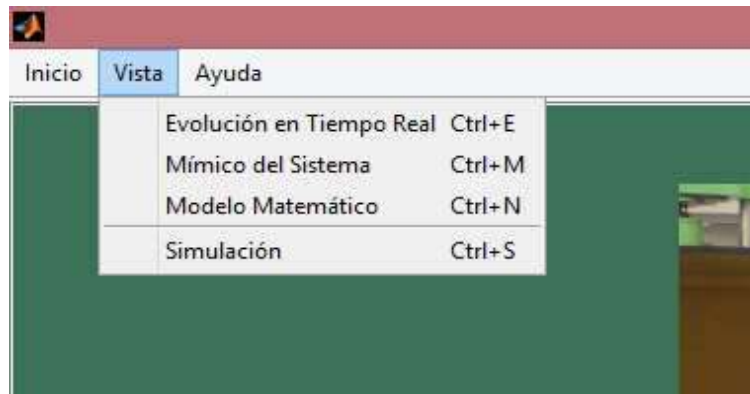 Inicio Vista Ayuda
Evolución en Tiempo Real Ctrl+E
Mímico del Sistema Ctrl+M
Modelo Matemático Ctrl+N
Simulación Ctrl+S